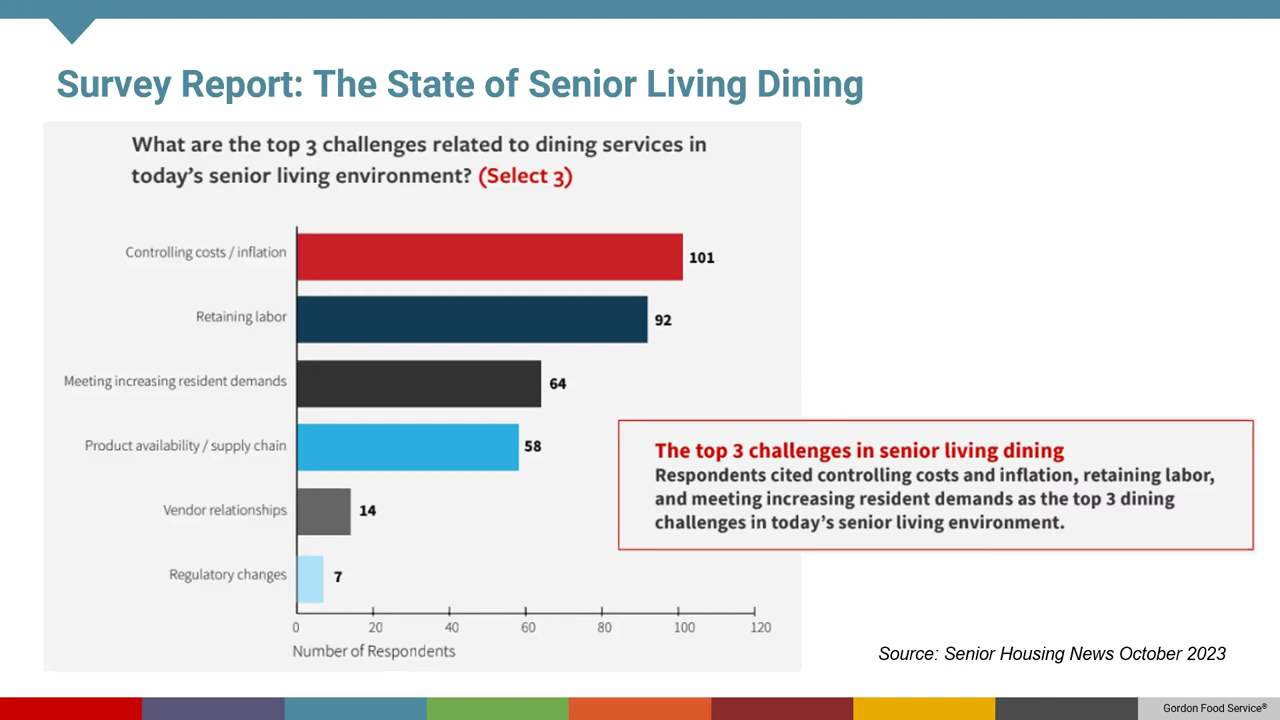 Survey Report: The State of Senior Living Dining
What are the top 3 challenges related to dining services in
today's senior living environment? (Select 3)
Controlling costs / inflation
101
Retaining labor
92
Meeting increasing resident demands
64
Product availability / supply chain
58
Vendor relationships
14
Regulatory changes
7
0 20 40 60 80 100 120
Number of Respondents
The top 3 challenges in senior living dining
Respondents cited controlling costs and inflation, retaining labor,
and meeting increasing resident demands as the top 3 dining
challenges in today's senior living environment.
Source: Senior Housing News October 2023
Gordon Food Service®